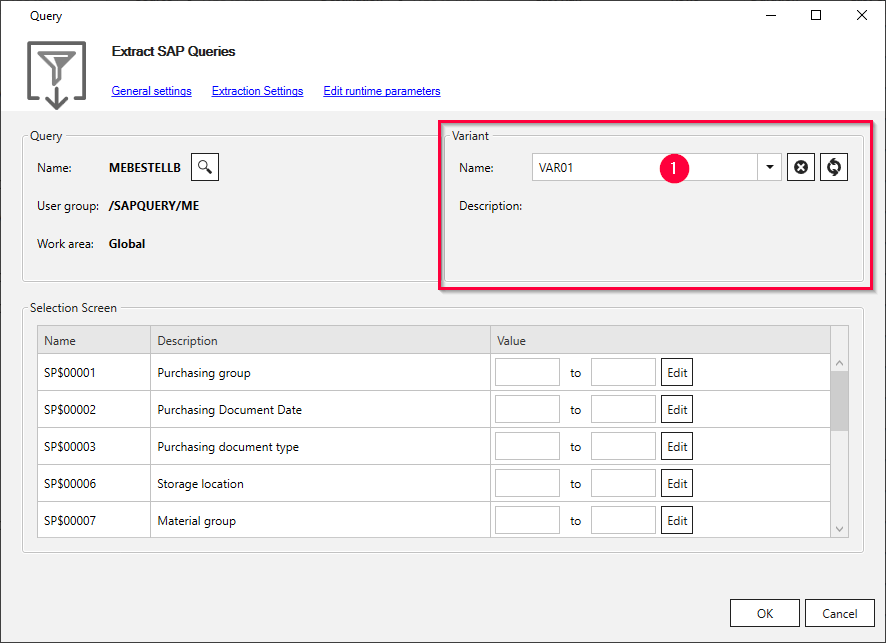 Query
Extract SAP Queries
General settings Extraction Settings Edit runtime parameters
Query
Name: MEBESTELLB
User group: /SAPQUERY/ME
Work area: Global
Variant
Name: VAR01 1
Description:
Selection Screen
Name Description Value
SP$00001 Purchasing group to Edit
SP$00002 Purchasing Document Date to Edit
SP$00003 Purchasing document type to Edit
SP$00006 Storage location to Edit
SP$00007 Material group to Edit
OK Cancel